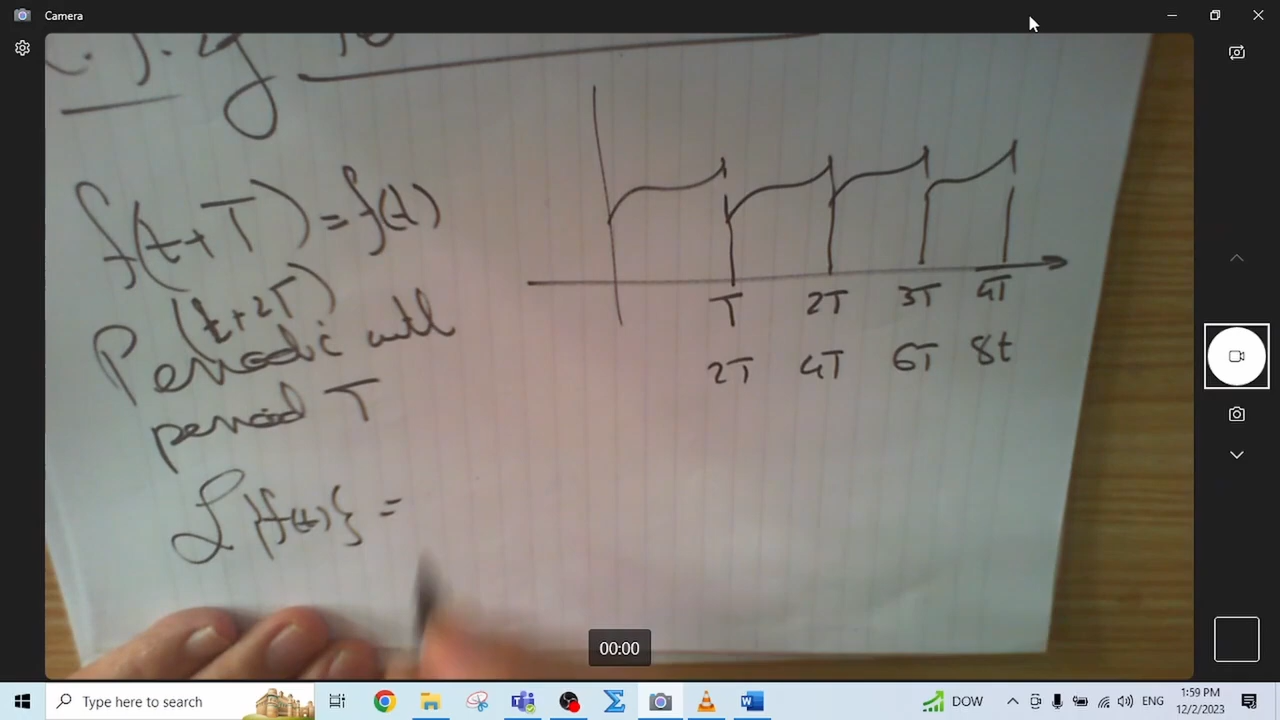 Camera
f(t+T)=f(t)
(t+2T)
Periodic with
period T
ℒ{f(t)} =
T 2T 3T 4T
2T 4T 6T 8t
00:00
Type here to search
DOW
ENG
1:59 PM
12/2/2023